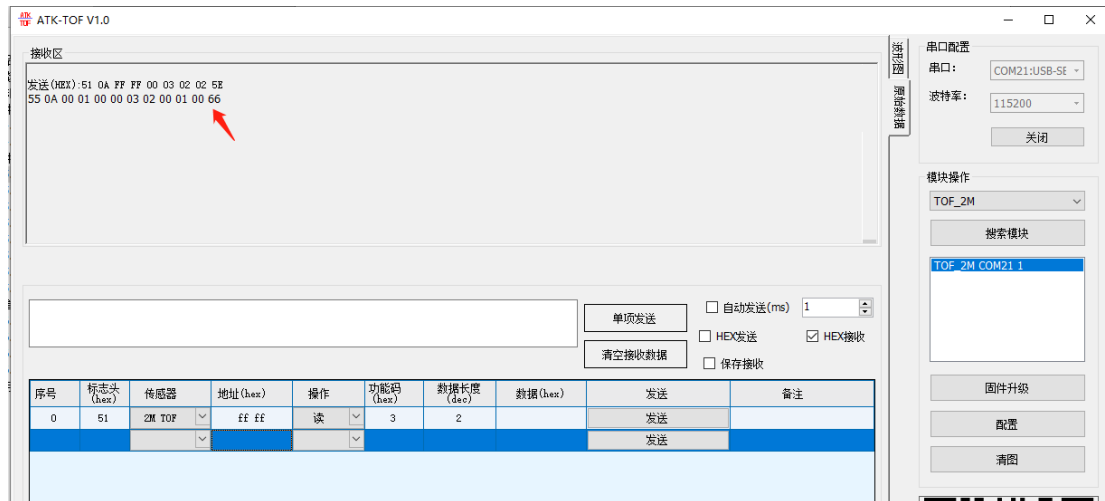 ATK-TOF V1.0
接收区
发送(HEX):51 0A FF FF 00 03 02 02 5E
55 0A 00 01 00 00 03 02 00 01 00 66
波形图
原始数据
串口配置
串口:
COM21:USB-SE
波特率:
115200
关闭
模块操作
TOF_2M
搜索模块
TOF_2M COM21 1
固件升级
配置
清图
单项发送
清空接收数据
自动发送(ms)
1
HEX发送
HEX接收
保存接收
序号 标志头(hex) 传感器 地址(hex) 操作 功能码(hex) 数据长度(dec) 数据(hex) 发送 备注
0 51 2M TOF ff ff 读 3 2 发送
发送